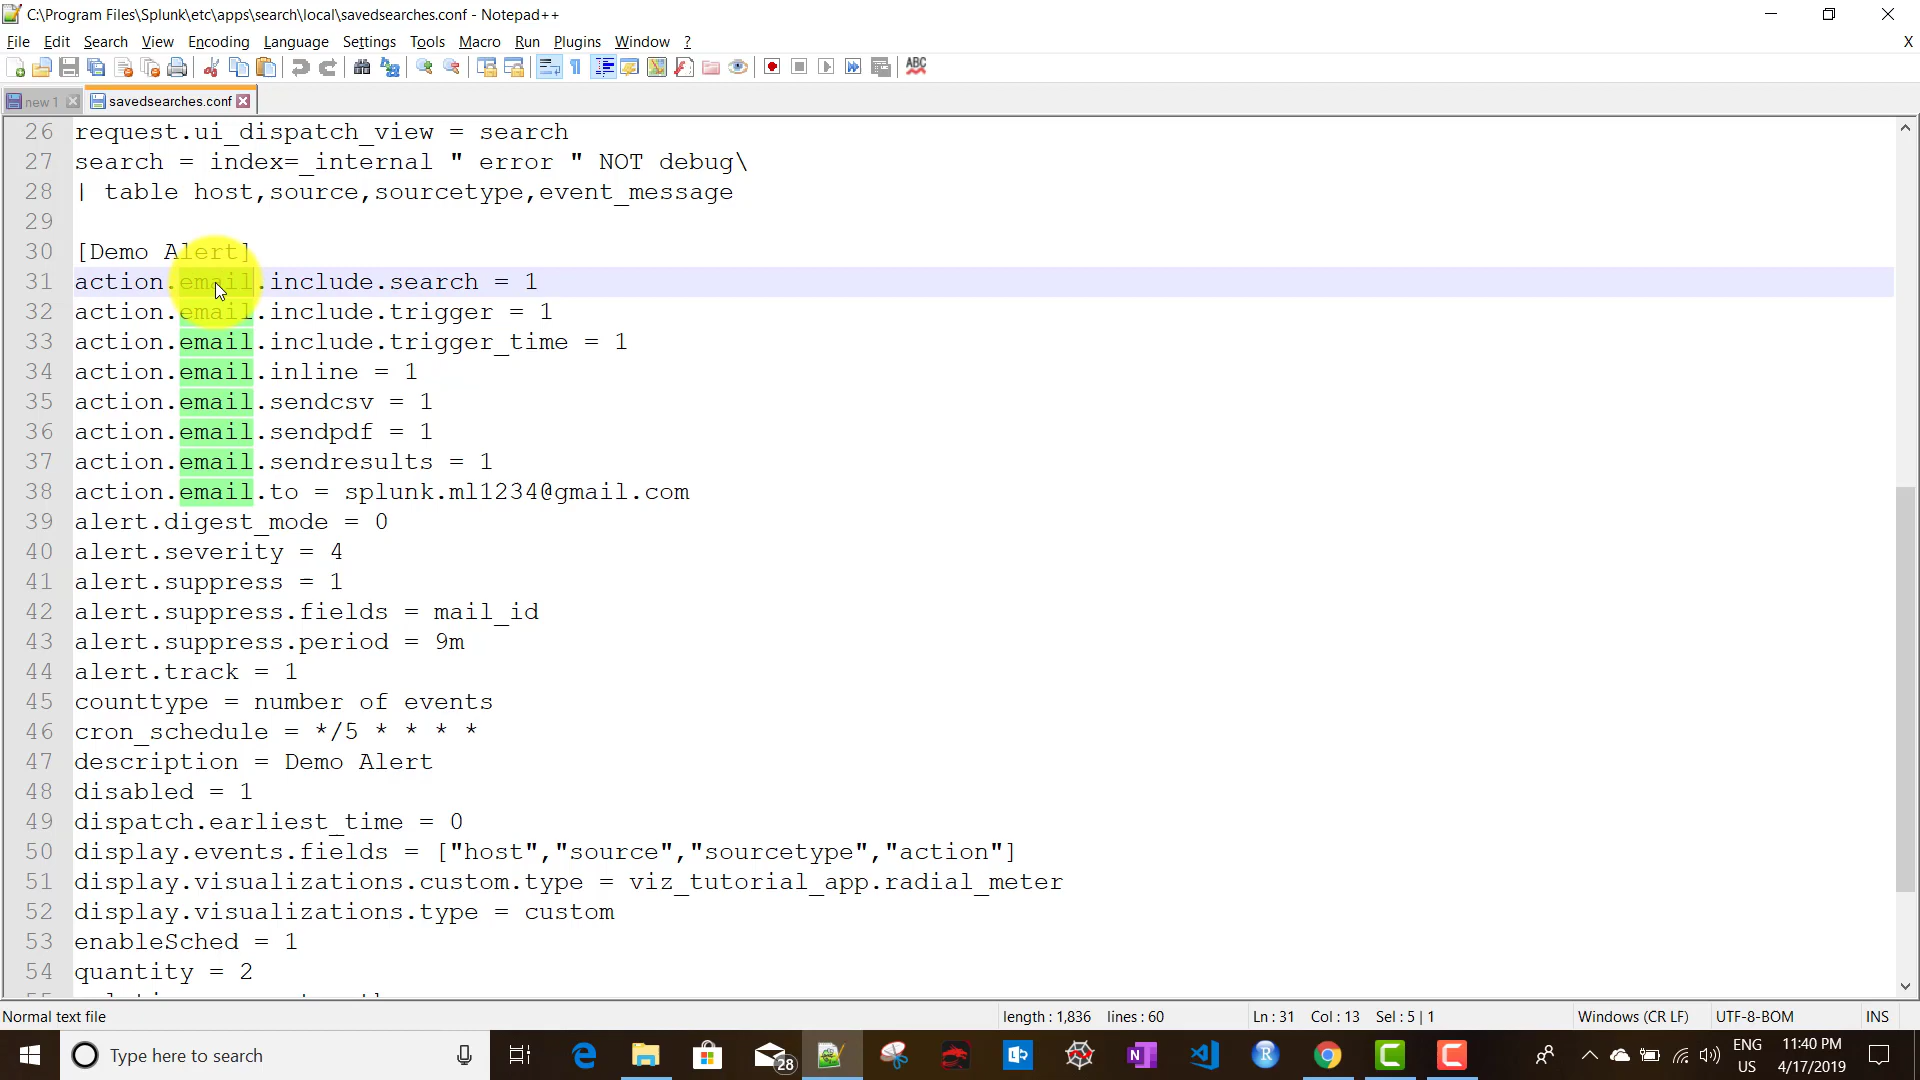 C:\Program Files\Splunk\etc\apps\search\local\savedsearches.conf - Notepad++
File Edit Search View Encoding Language Settings Tools Macro Run Plugins Window ? X
ABC
new 1 savedsearches.conf
26 request.ui_dispatch_view = search
27 search = index=_internal " error " NOT debug\
28 | table host,source,sourcetype,event_message
29
30 [Demo Alert]
31 action.email.include.search = 1
32 action.email.include.trigger = 1
33 action.email.include.trigger_time = 1
34 action.email.inline = 1
35 action.email.sendcsv = 1
36 action.email.sendpdf = 1
37 action.email.sendresults = 1
38 action.email.to = splunk.ml1234@gmail.com
39 alert.digest_mode = 0
40 alert.severity = 4
41 alert.suppress = 1
42 alert.suppress.fields = mail_id
43 alert.suppress.period = 9m
44 alert.track = 1
45 counttype = number of events
46 cron_schedule = */5 * * * *
47 description = Demo Alert
48 disabled = 1
49 dispatch.earliest_time = 0
50 display.events.fields = ["host","source","sourcetype","action"]
51 display.visualizations.custom.type = viz_tutorial_app.radial_meter
52 display.visualizations.type = custom
53 enableSched = 1
54 quantity = 2
Normal text file length : 1,836 lines : 60 Ln : 31 Col : 13 Sel : 5 | 1 Windows (CR LF) UTF-8-BOM INS
Type here to search 28 ENG 11:40 PM
US 4/17/2019